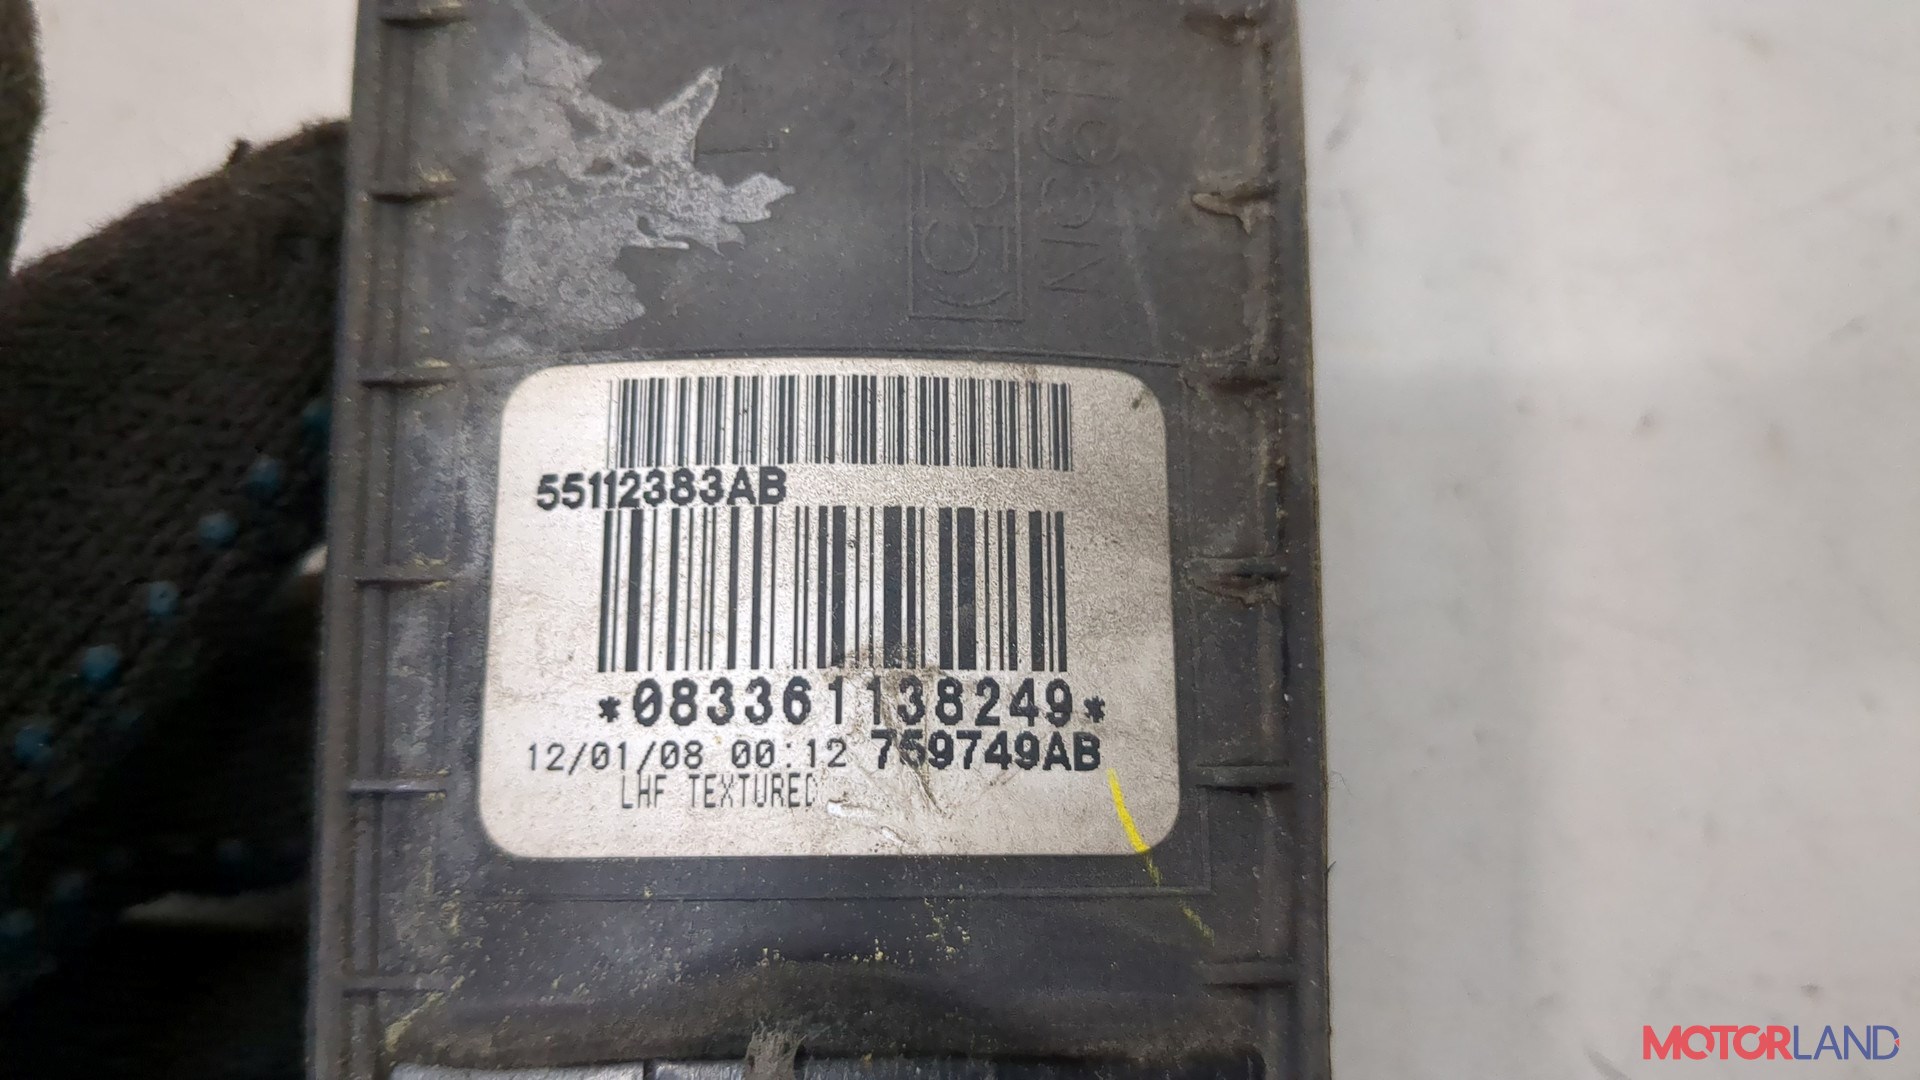 55112383AB
*083361138249*
12/01/08 00:12 759749AB
LHF TEXTURED
MOTORLAND